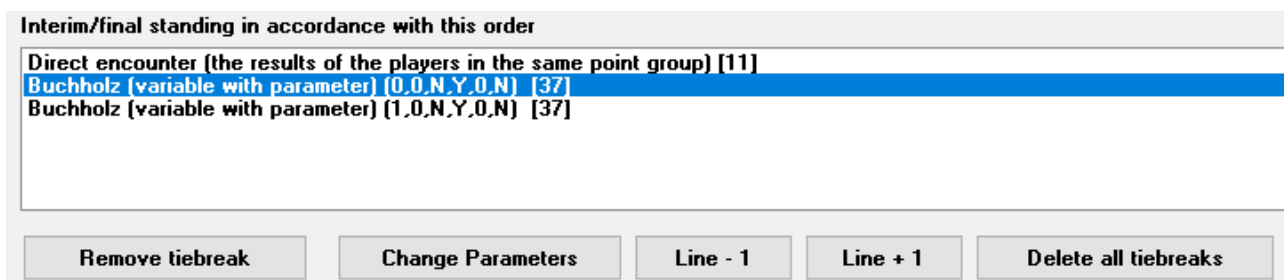 Interim/final standing in accordance with this order
Direct encounter (the results of the players in the same point group) [11]
Buchholz (variable with parameter) (0,0,N,Y,0,N) [37]
Buchholz (variable with parameter) (1,0,N,Y,0,N) [37]
Remove tiebreak Change Parameters Line - 1 Line + 1 Delete all tiebreaks